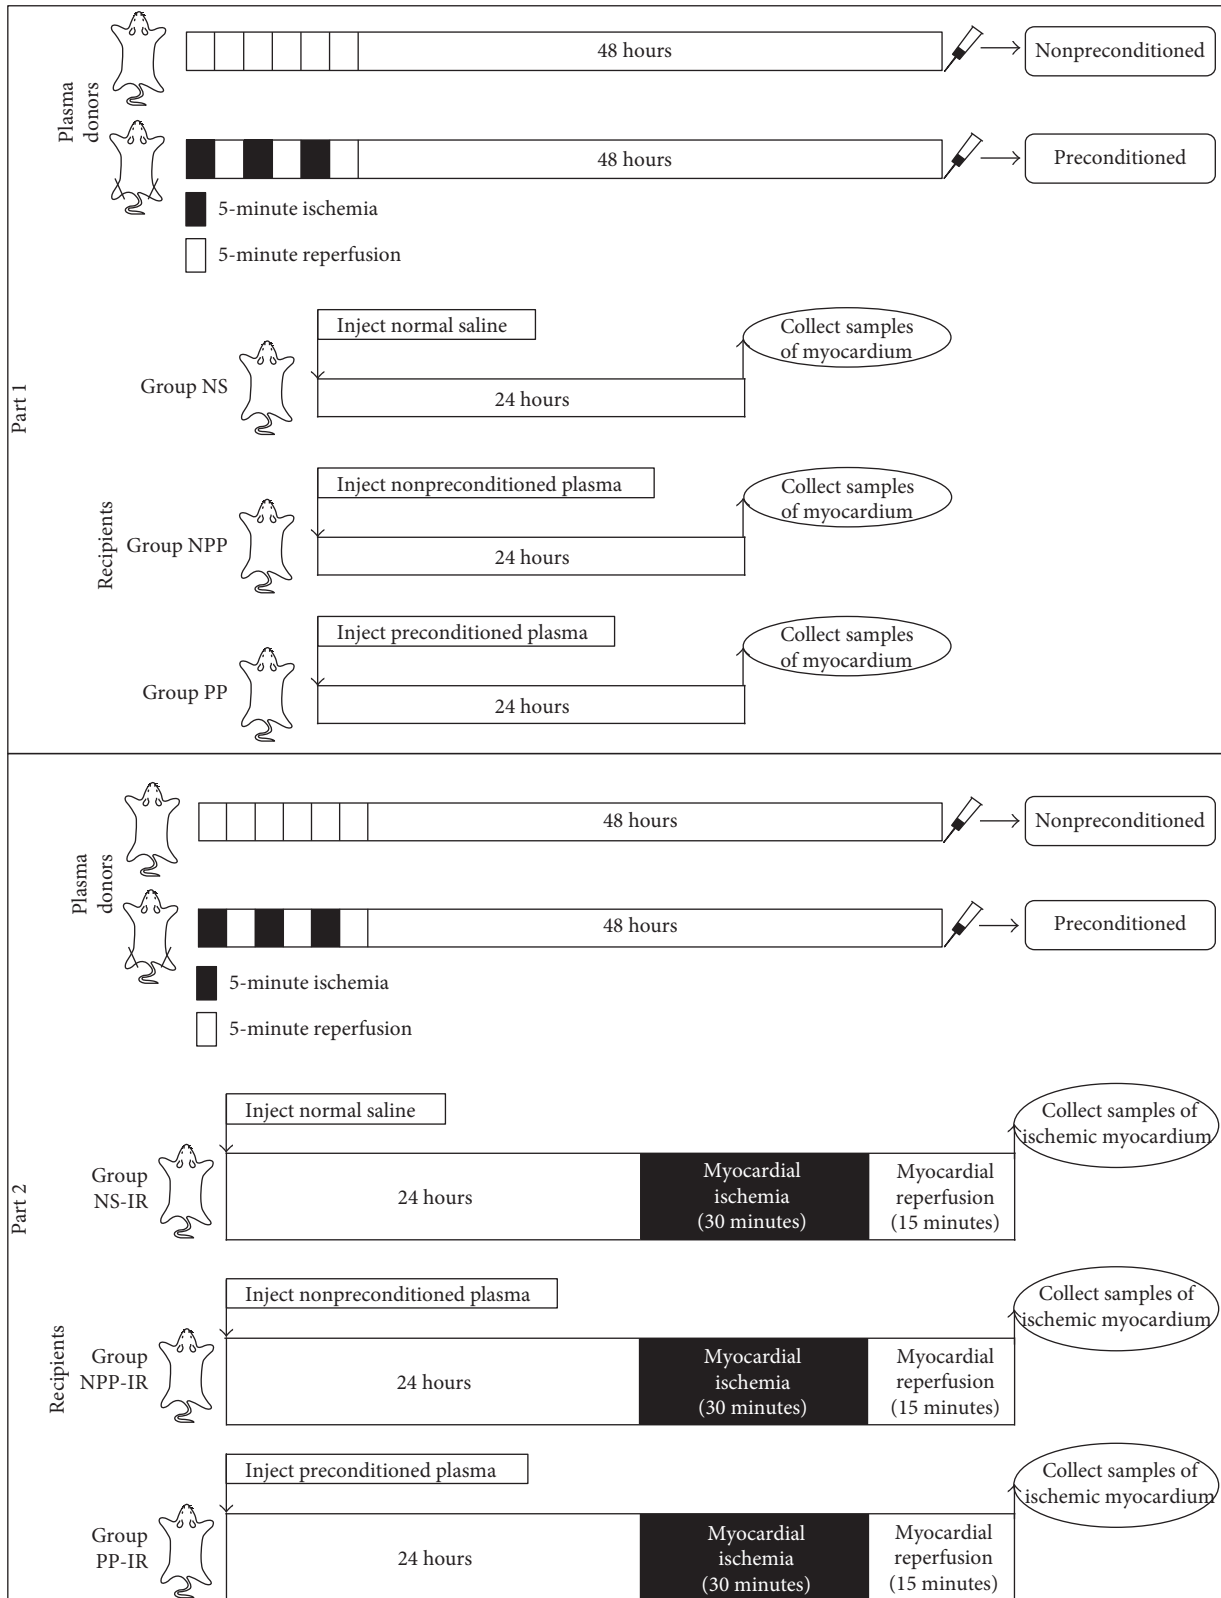 Part 1
Plasma
donors
48 hours
Nonpreconditioned
48 hours
Preconditioned
5-minute ischemia
5-minute reperfusion
Recipients
Inject normal saline
Group NS
24 hours
Collect samples
of myocardium
Inject nonpreconditioned plasma
Group NPP
24 hours
Collect samples
of myocardium
Inject preconditioned plasma
Group PP
24 hours
Collect samples
of myocardium
Part 2
Plasma
donors
48 hours
Nonpreconditioned
48 hours
Preconditioned
5-minute ischemia
5-minute reperfusion
Recipients
Inject normal saline
Group
NS-IR
24 hours
Myocardial
ischemia
(30 minutes)
Myocardial
reperfusion
(15 minutes)
Collect samples of
ischemic myocardium
Inject nonpreconditioned plasma
Group
NPP-IR
24 hours
Myocardial
ischemia
(30 minutes)
Myocardial
reperfusion
(15 minutes)
Collect samples of
ischemic myocardium
Inject preconditioned plasma
Group
PP-IR
24 hours
Myocardial
ischemia
(30 minutes)
Myocardial
reperfusion
(15 minutes)
Collect samples of
ischemic myocardium